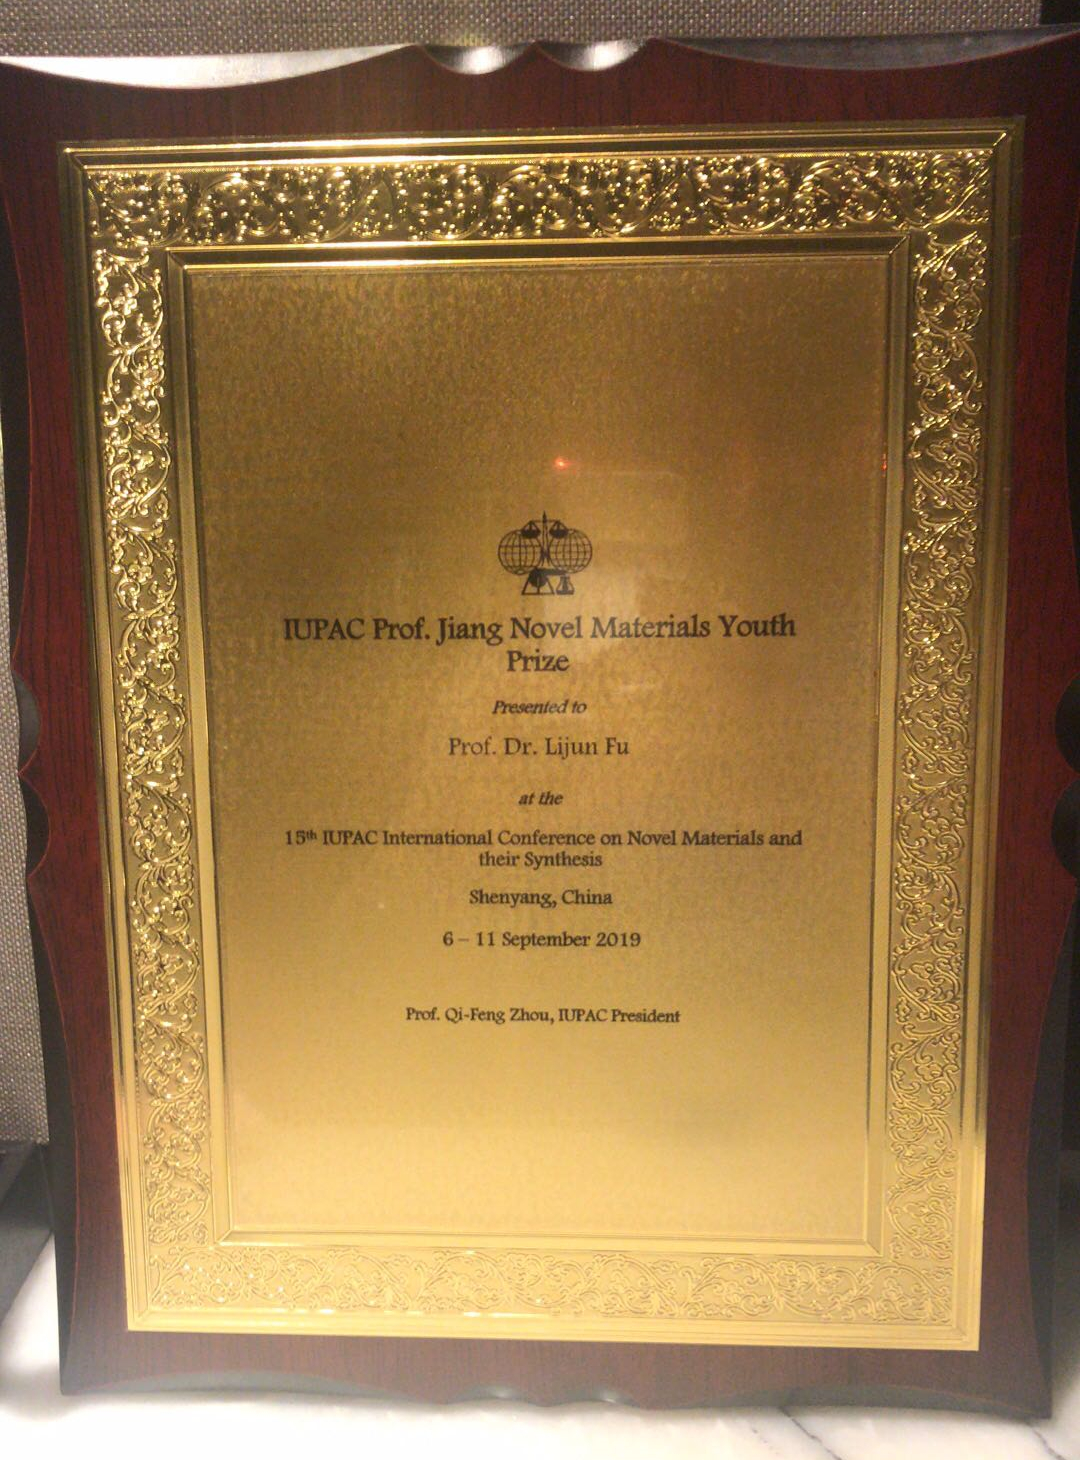 IUPAC Prof. Jiang Novel Materials Youth
Prize
Presented to
Prof. Dr. Lijun Fu
at the
15th IUPAC International Conference on Novel Materials and
their Synthesis
Shenyang, China
6 – 11 September 2019
Prof. Qi-Feng Zhou, IUPAC President